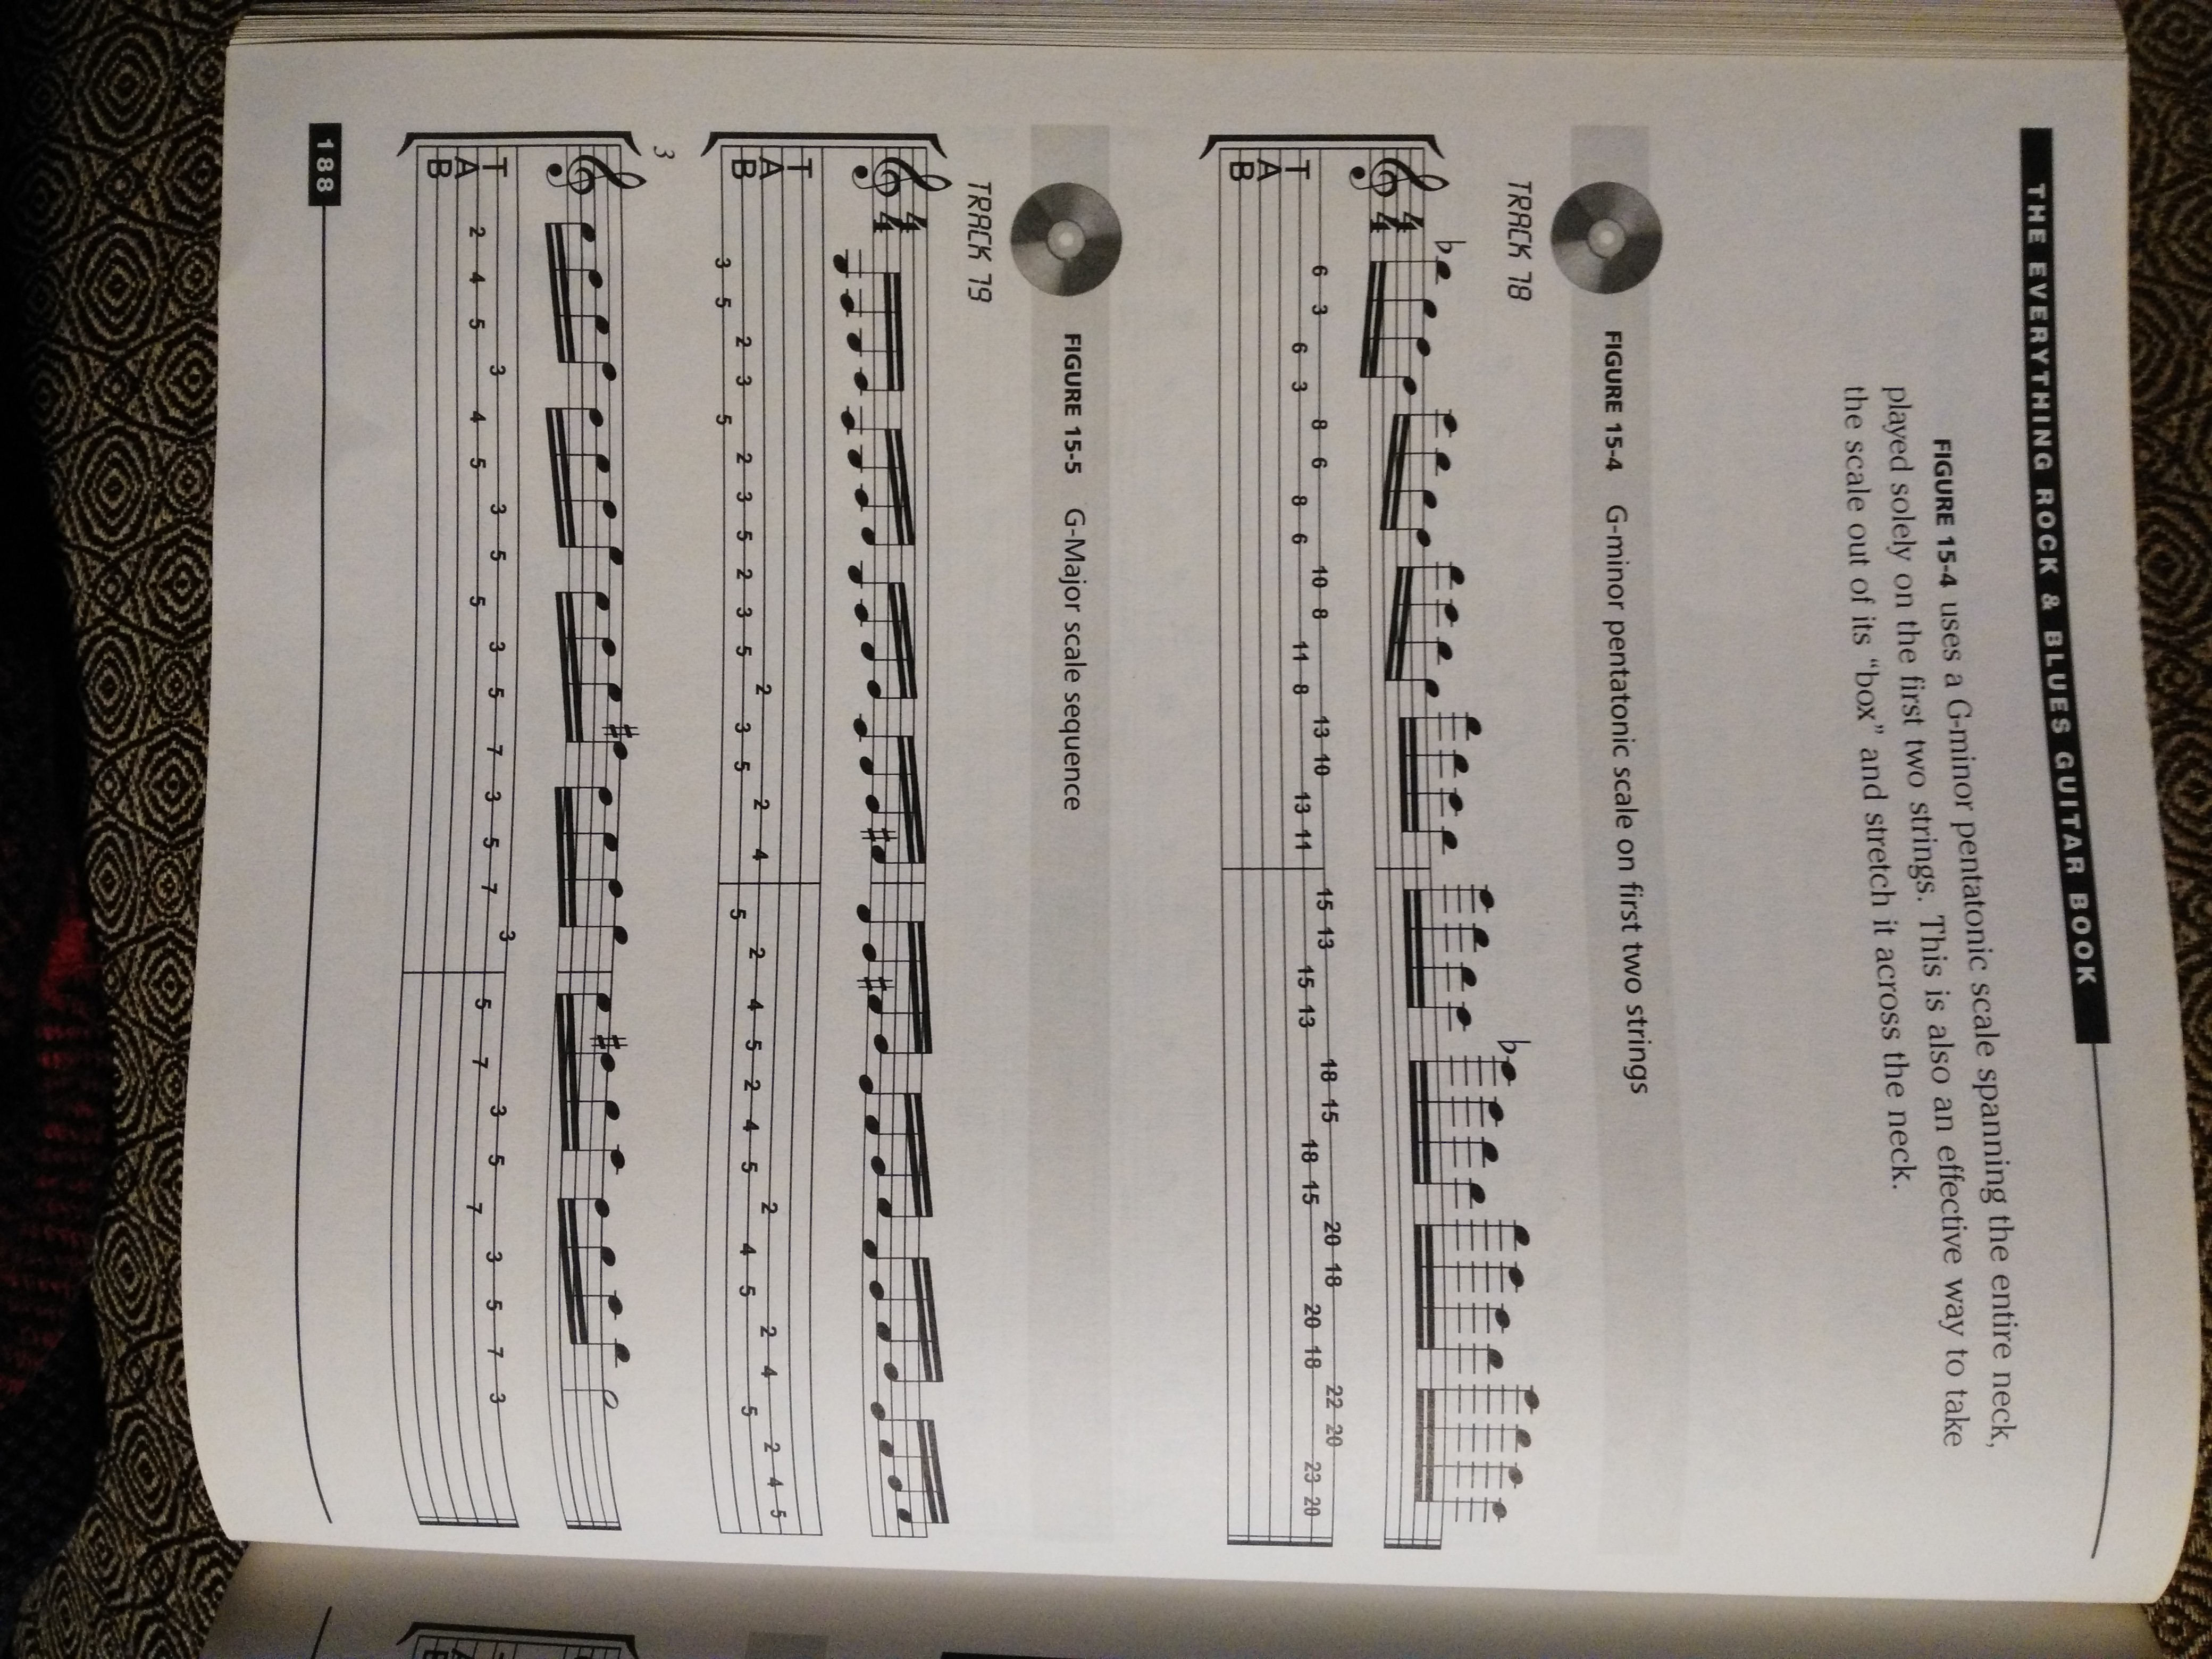 THE EVERYTHING ROCK & BLUES GUITAR BOOK
FIGURE 15-4 uses a G-minor pentatonic scale spanning the entire neck,
played solely on the first two strings. This is also an effective way to take
the scale out of its “box” and stretch it across the neck.
FIGURE 15-4 G-minor pentatonic scale on first two strings
TRACK 78
4
4
T
A
B
6 3 8 6 10 8 13 10 15 13 18 15 20 18 22 20
6 3 8 6 11 8 13 11 15 13 18 15 20 18 23 20
FIGURE 15-5 G-Major scale sequence
TRACK 79
4
4
T
A
B
2 2 4 2 2 4 2 4 5
2 3 2 3 5 2 3 5 3 5 5 2 4 5 2 4 5 4 5 5
3 5 5
3
T
A
B
3
3 3 5 3 5 7 3 5 7 3 5 3 5 7 3
2 4 5 4 5 5 5 7 7
188